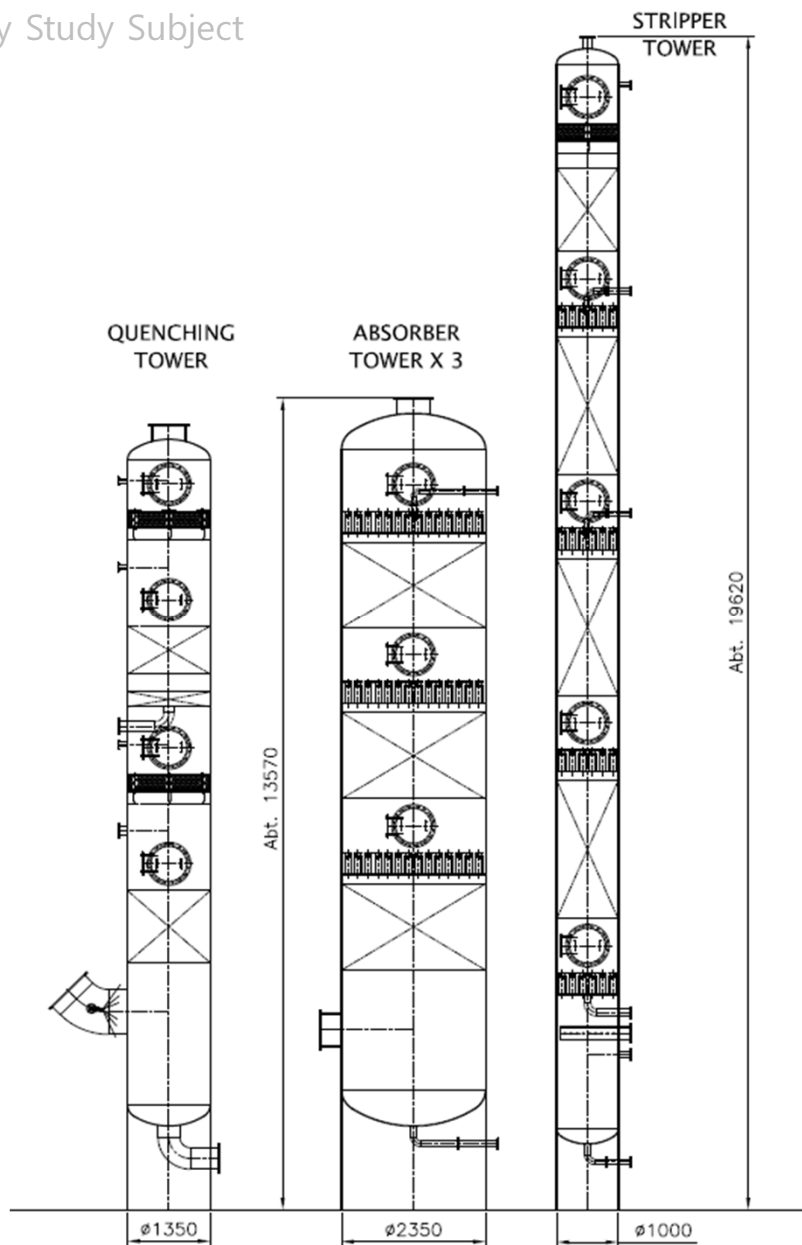 y Study Subject
STRIPPER
TOWER
QUENCHING
TOWER
ABSORBER
TOWER X 3
Abt. 19620
Abt. 13570
ø1350
ø2350
ø1000